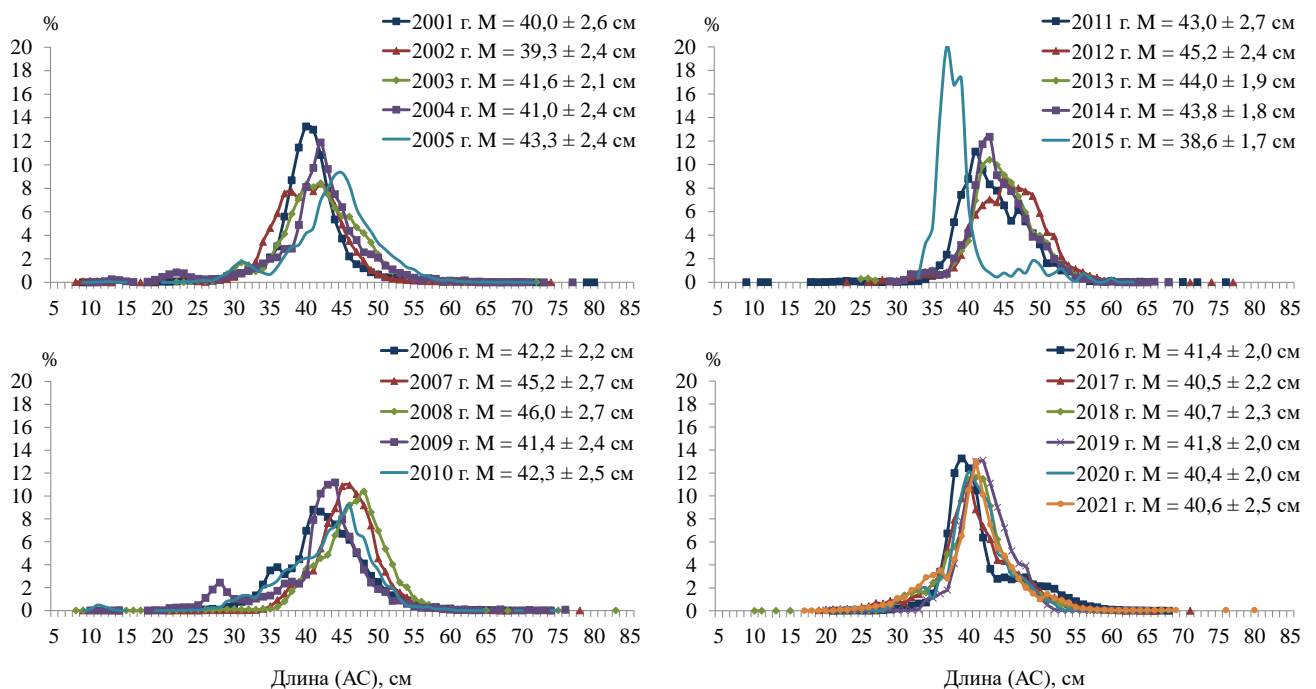 %
2001 г. M = 40,0 ± 2,6 см
2002 г. M = 39,3 ± 2,4 см
2003 г. M = 41,6 ± 2,1 см
2004 г. M = 41,0 ± 2,4 см
2005 г. M = 43,3 ± 2,4 см
20
18
16
14
12
10
8
6
4
2
0
5 10 15 20 25 30 35 40 45 50 55 60 65 70 75 80 85
%
2011 г. M = 43,0 ± 2,7 см
2012 г. M = 45,2 ± 2,4 см
2013 г. M = 44,0 ± 1,9 см
2014 г. M = 43,8 ± 1,8 см
2015 г. M = 38,6 ± 1,7 см
20
18
16
14
12
10
8
6
4
2
0
5 10 15 20 25 30 35 40 45 50 55 60 65 70 75 80 85
%
2006 г. M = 42,2 ± 2,2 см
2007 г. M = 45,2 ± 2,7 см
2008 г. M = 46,0 ± 2,7 см
2009 г. M = 41,4 ± 2,4 см
2010 г. M = 42,3 ± 2,5 см
20
18
16
14
12
10
8
6
4
2
0
5 10 15 20 25 30 35 40 45 50 55 60 65 70 75 80 85
Длина (АС), см
%
2016 г. M = 41,4 ± 2,0 см
2017 г. M = 40,5 ± 2,2 см
2018 г. M = 40,7 ± 2,3 см
2019 г. M = 41,8 ± 2,0 см
2020 г. M = 40,4 ± 2,0 см
2021 г. M = 40,6 ± 2,5 см
20
18
16
14
12
10
8
6
4
2
0
5 10 15 20 25 30 35 40 45 50 55 60 65 70 75 80 85
Длина (АС), см